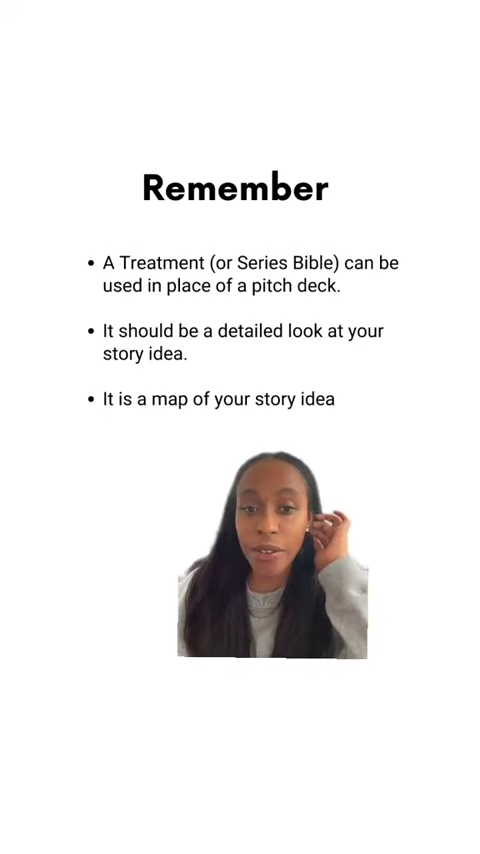 Remember
• A Treatment (or Series Bible) can be
used in place of a pitch deck.
• It should be a detailed look at your
story idea.
• It is a map of your story idea